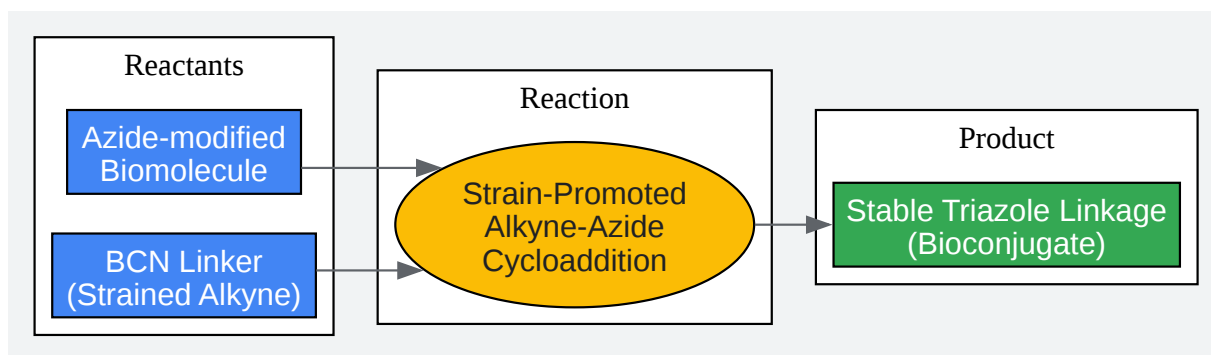 Reactants
Azide-modified
Biomolecule
BCN Linker
(Strained Alkyne)
Reaction
Strain-Promoted
Alkyne-Azide
Cycloaddition
Product
Stable Triazole Linkage
(Bioconjugate)